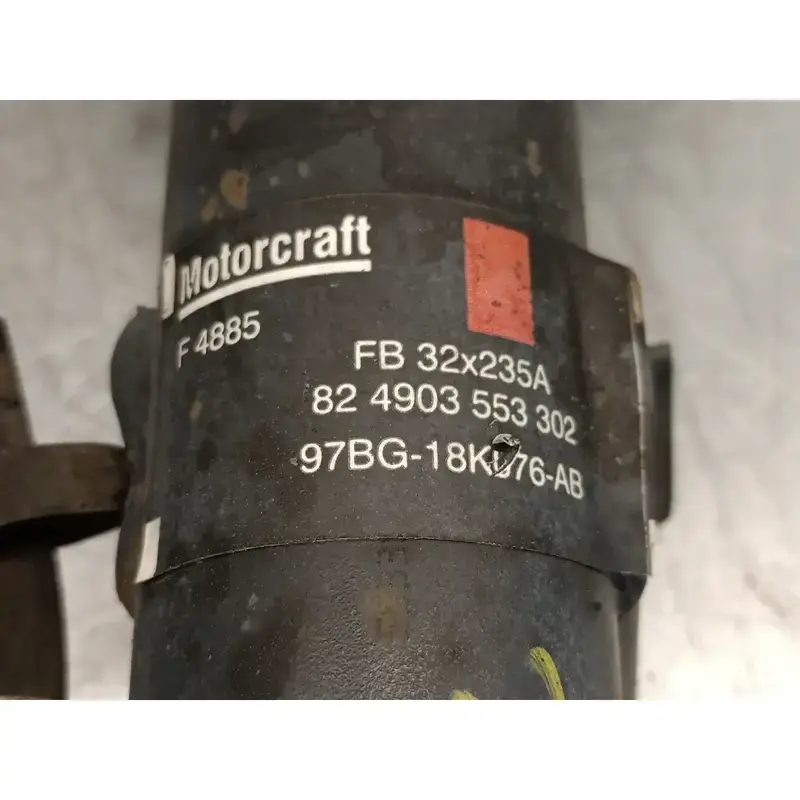 Motorcraft
F 4885
FB 32x235A
82 4903 553 302